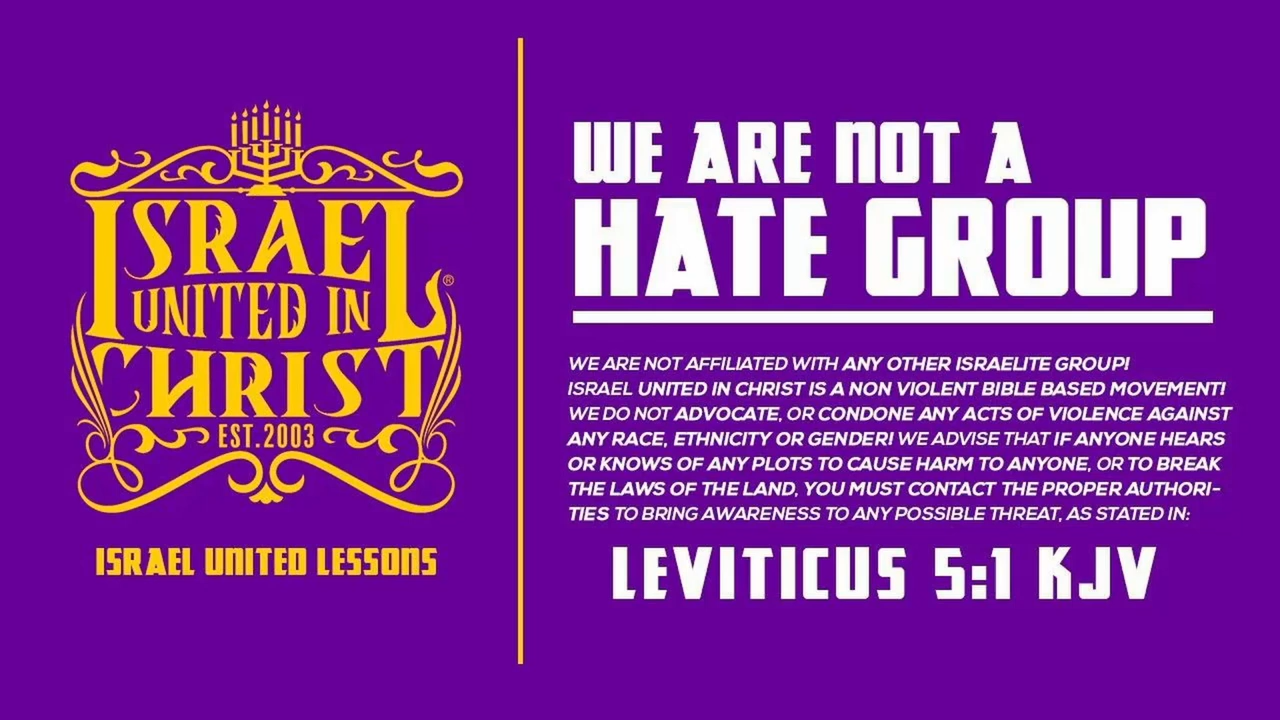 ISRAEL
UNITED IN
CHRIST
®
EST.2003
ISRAEL UNITED LESSONS
WE ARE NOT A
HATE GROUP
WE ARE NOT AFFILIATED WITH ANY OTHER ISRAELITE GROUP!
ISRAEL UNITED IN CHRIST IS A NON VIOLENT BIBLE BASED MOVEMENT!
WE DO NOT ADVOCATE, OR CONDONE ANY ACTS OF VIOLENCE AGAINST
ANY RACE, ETHNICITY OR GENDER! WE ADVISE THAT IF ANYONE HEARS
OR KNOWS OF ANY PLOTS TO CAUSE HARM TO ANYONE, OR TO BREAK
THE LAWS OF THE LAND, YOU MUST CONTACT THE PROPER AUTHORI-
TIES TO BRING AWARENESS TO ANY POSSIBLE THREAT, AS STATED IN:
LEVITICUS 5:1 KJV